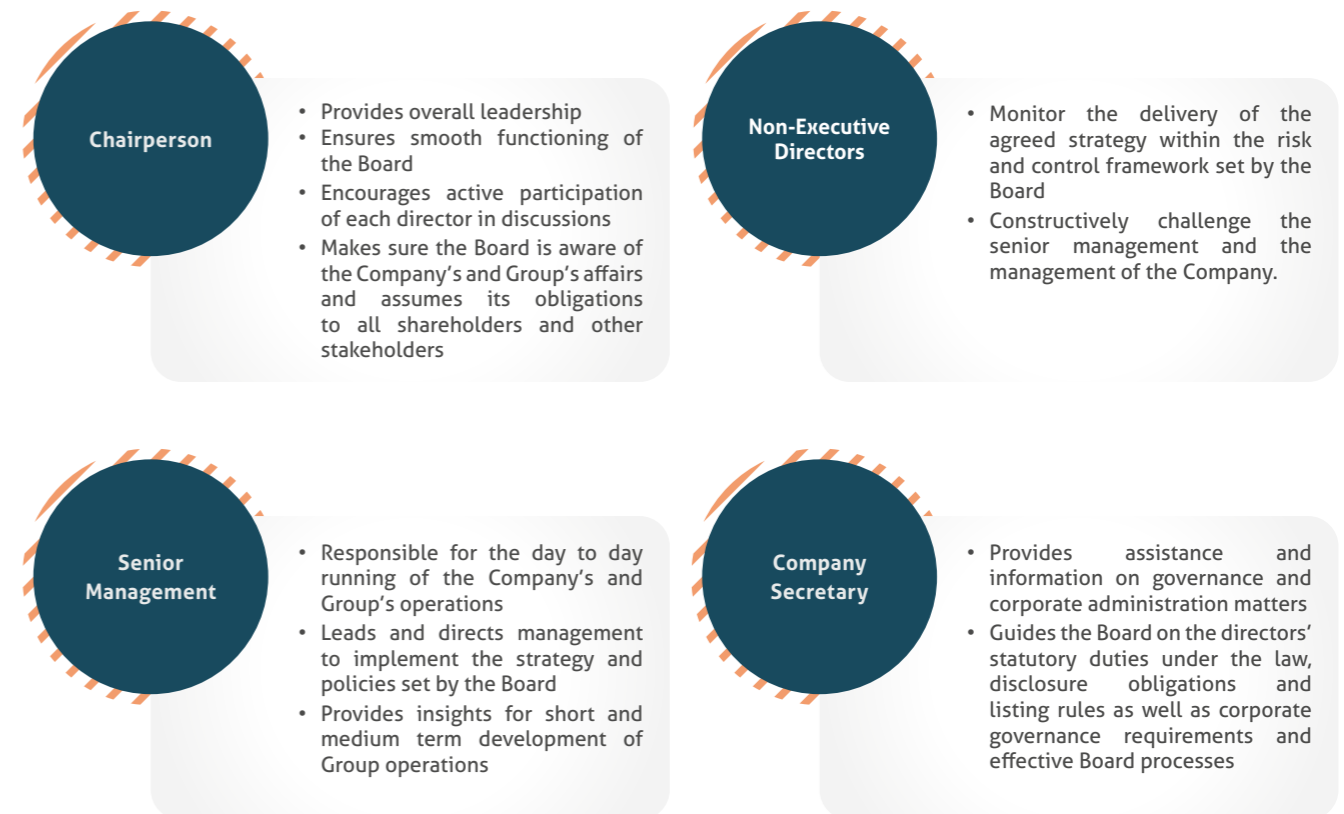 Chairperson
• Provides overall leadership
• Ensures smooth functioning of
the Board
• Encourages active participation
of each director in discussions
• Makes sure the Board is aware of
the Company's and Group's affairs
and assumes its obligations
to all shareholders and other
stakeholders
Non-Executive
Directors
• Monitor the delivery of the
agreed strategy within the risk
and control framework set by the
Board
• Constructively challenge the
senior management and the
management of the Company.
Senior
Management
• Responsible for the day to day
running of the Company's and
Group's operations
• Leads and directs management
to implement the strategy and
policies set by the Board
• Provides insights for short and
medium term development of
Group operations
Company
Secretary
• Provides assistance and
information on governance and
corporate administration matters
• Guides the Board on the directors'
statutory duties under the law,
disclosure obligations and
listing rules as well as corporate
governance requirements and
effective Board processes